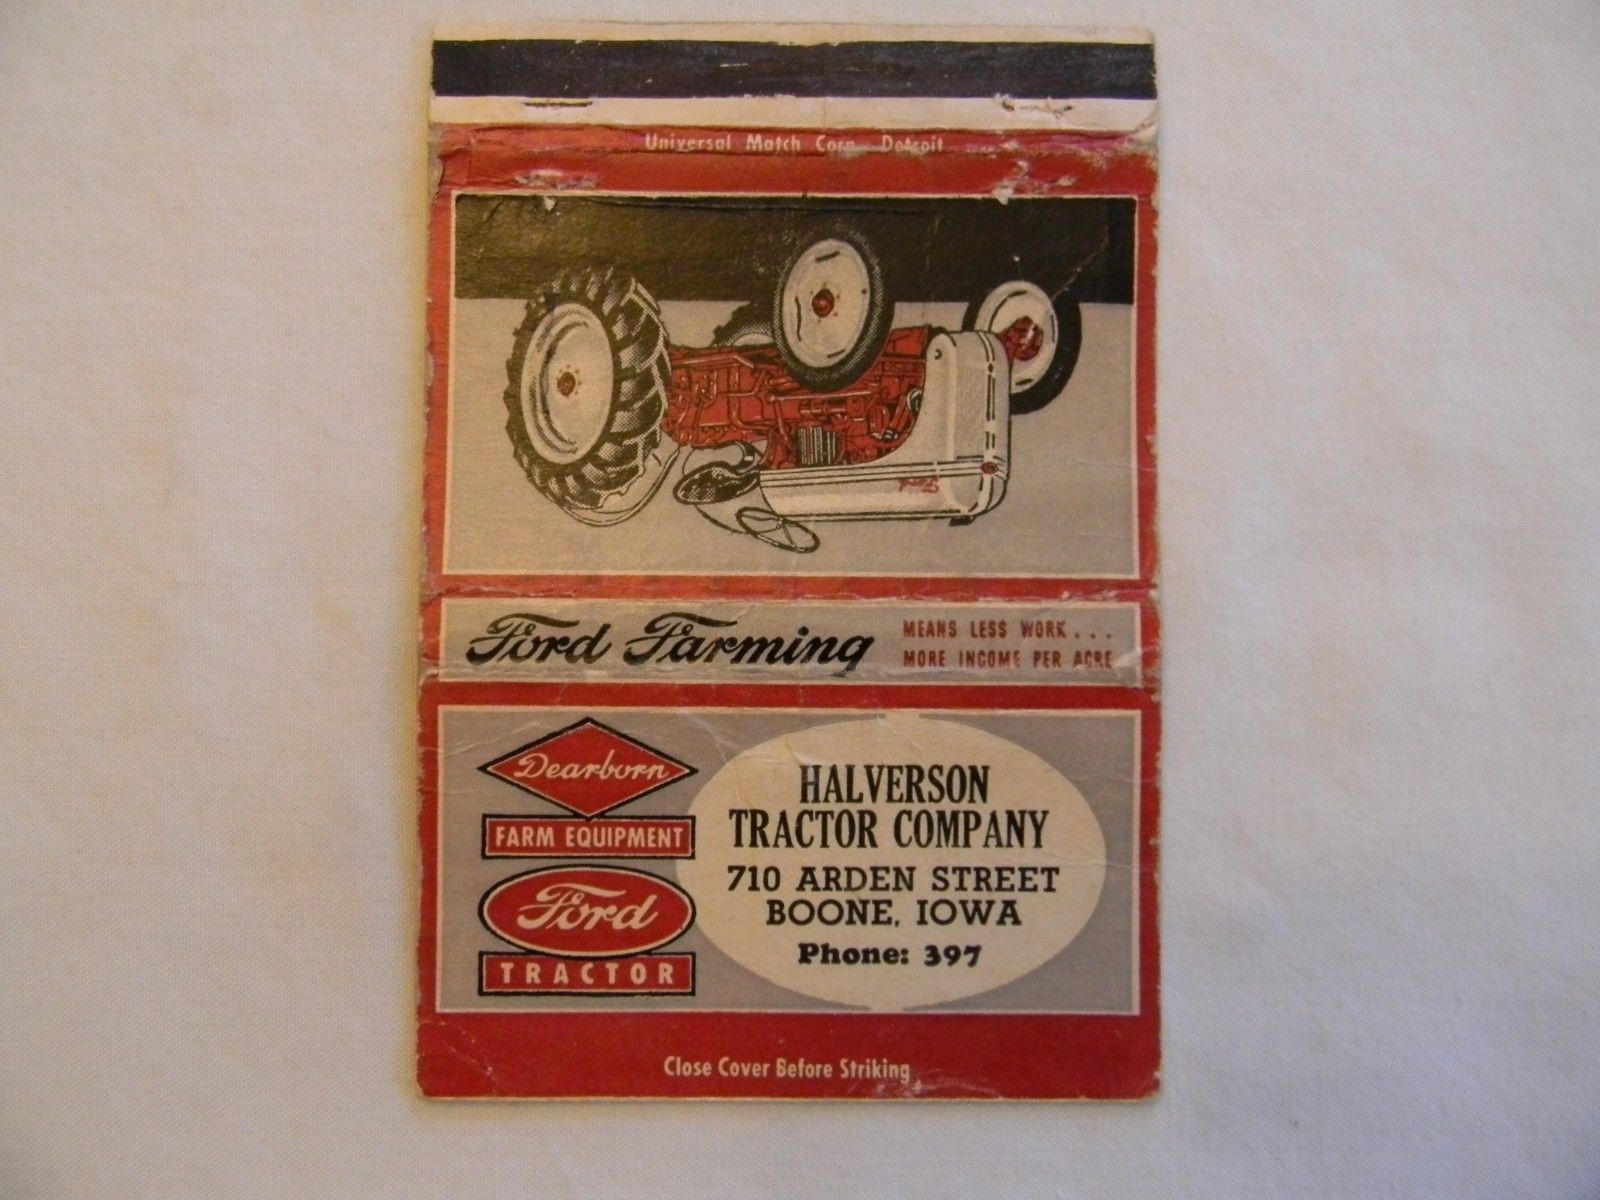 Universal Match Corp. Detroit
Ford
Ford Farming
MEANS LESS WORK...
MORE INCOME PER ACRE
Dearborn
FARM EQUIPMENT
Ford
TRACTOR
HALVERSON
TRACTOR COMPANY
710 ARDEN STREET
BOONE, IOWA
Phone: 397
Close Cover Before Striking